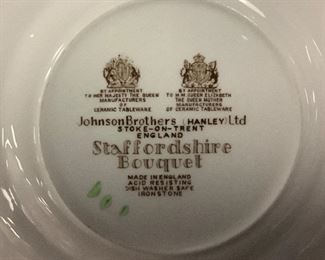 BY APPOINTMENT
TO HER MAJESTY THE QUEEN
MANUFACTURERS
OF
CERAMIC TABLEWARE
BY APPOINTMENT
TO H.M. QUEEN ELIZABETH
THE QUEEN MOTHER
MANUFACTURERS
OF CERAMIC TABLEWARE
Johnson Brothers (HANLEY) Ltd
STOKE-ON-TRENT
ENGLAND
Staffordshire
Bouquet
MADE IN ENGLAND
ACID RESISTING
DISH WASHER SAFE
IRONSTONE